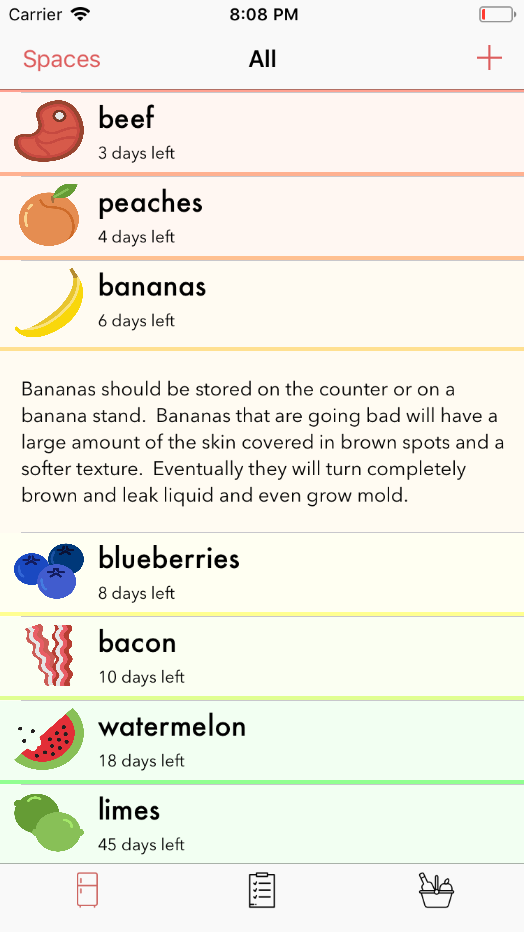 Carrier 8:08 PM
Spaces All
beef
3 days left
peaches
4 days left
bananas
6 days left
Bananas should be stored on the counter or on a
banana stand.  Bananas that are going bad will have a
large amount of the skin covered in brown spots and a
softer texture.  Eventually they will turn completely
brown and leak liquid and even grow mold.
blueberries
8 days left
bacon
10 days left
watermelon
18 days left
limes
45 days left